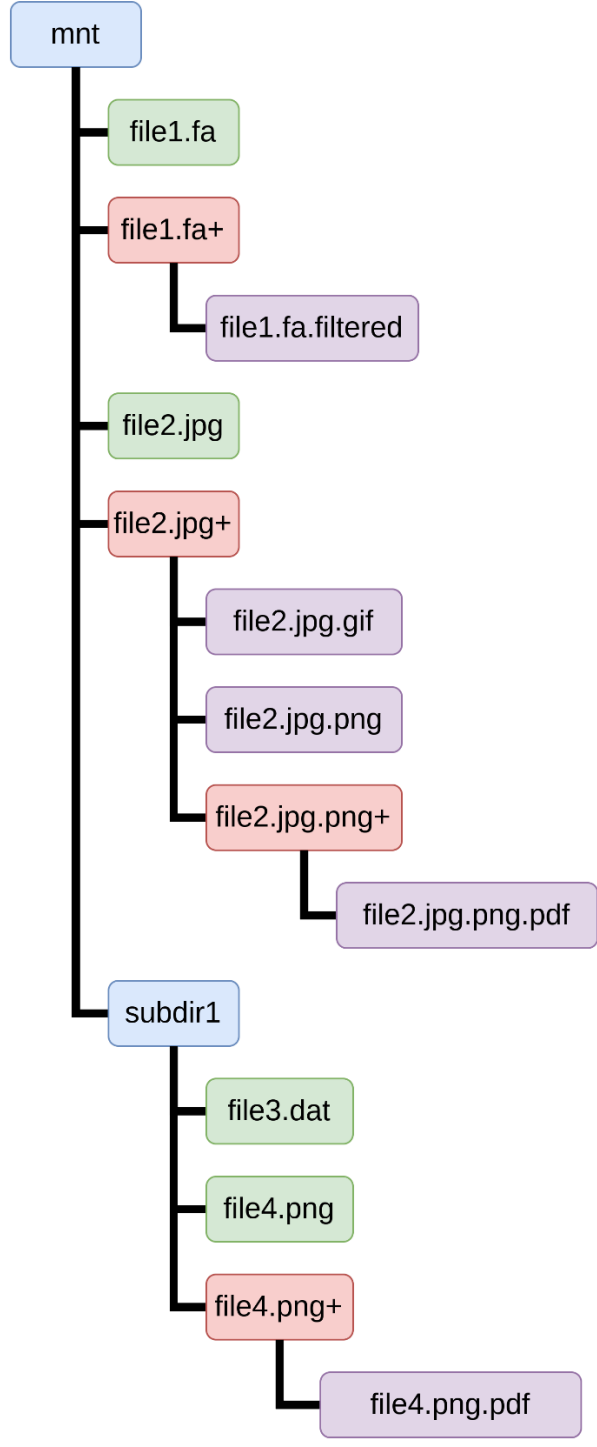 mnt
file1.fa
file1.fa+
file1.fa.filtered
file2.jpg
file2.jpg+
file2.jpg.gif
file2.jpg.png
file2.jpg.png+
file2.jpg.png.pdf
subdir1
file3.dat
file4.png
file4.png+
file4.png.pdf